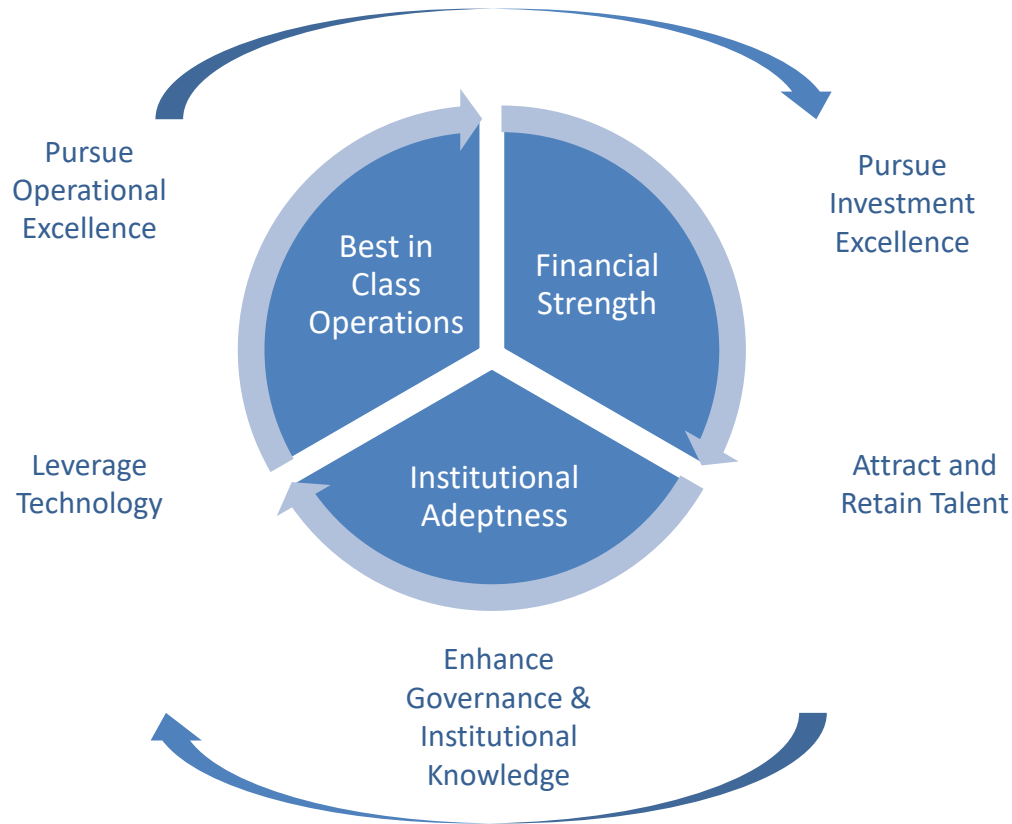 Pursue
Operational
Excellence
Pursue
Investment
Excellence
Best in
Class
Operations
Financial
Strength
Institutional
Adeptness
Leverage
Technology
Attract and
Retain Talent
Enhance
Governance &
Institutional
Knowledge